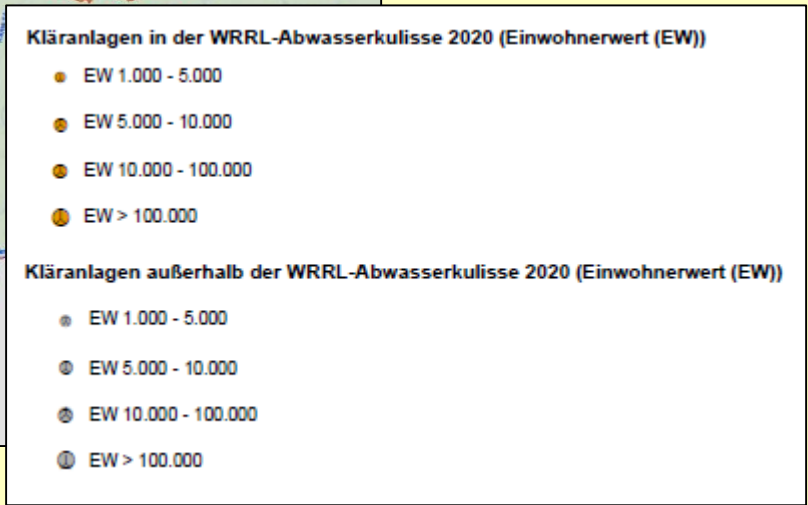 Kläranlagen in der WRRL-Abwasserkulisse 2020 (Einwohnerwert (EW))
EW 1.000 - 5.000
EW 5.000 - 10.000
EW 10.000 - 100.000
EW > 100.000
Kläranlagen außerhalb der WRRL-Abwasserkulisse 2020 (Einwohnerwert (EW))
EW 1.000 - 5.000
EW 5.000 - 10.000
EW 10.000 - 100.000
EW > 100.000